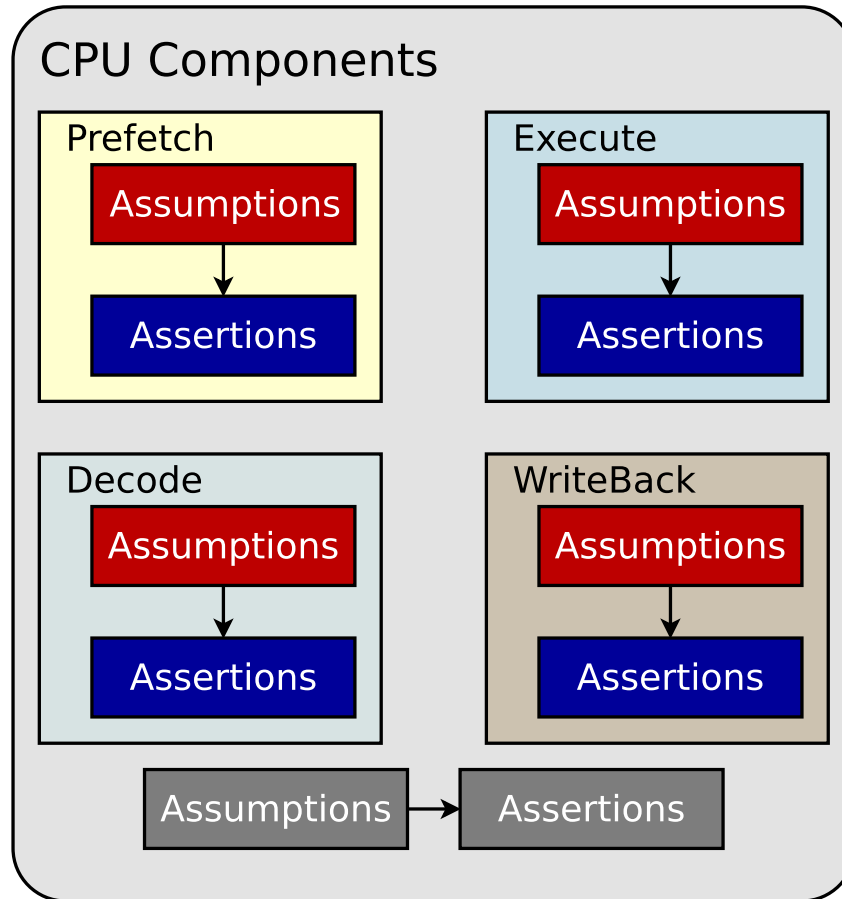 CPU Components
Prefetch
Assumptions
Assertions
Execute
Assumptions
Assertions
Decode
Assumptions
Assertions
WriteBack
Assumptions
Assertions
Assumptions
Assertions